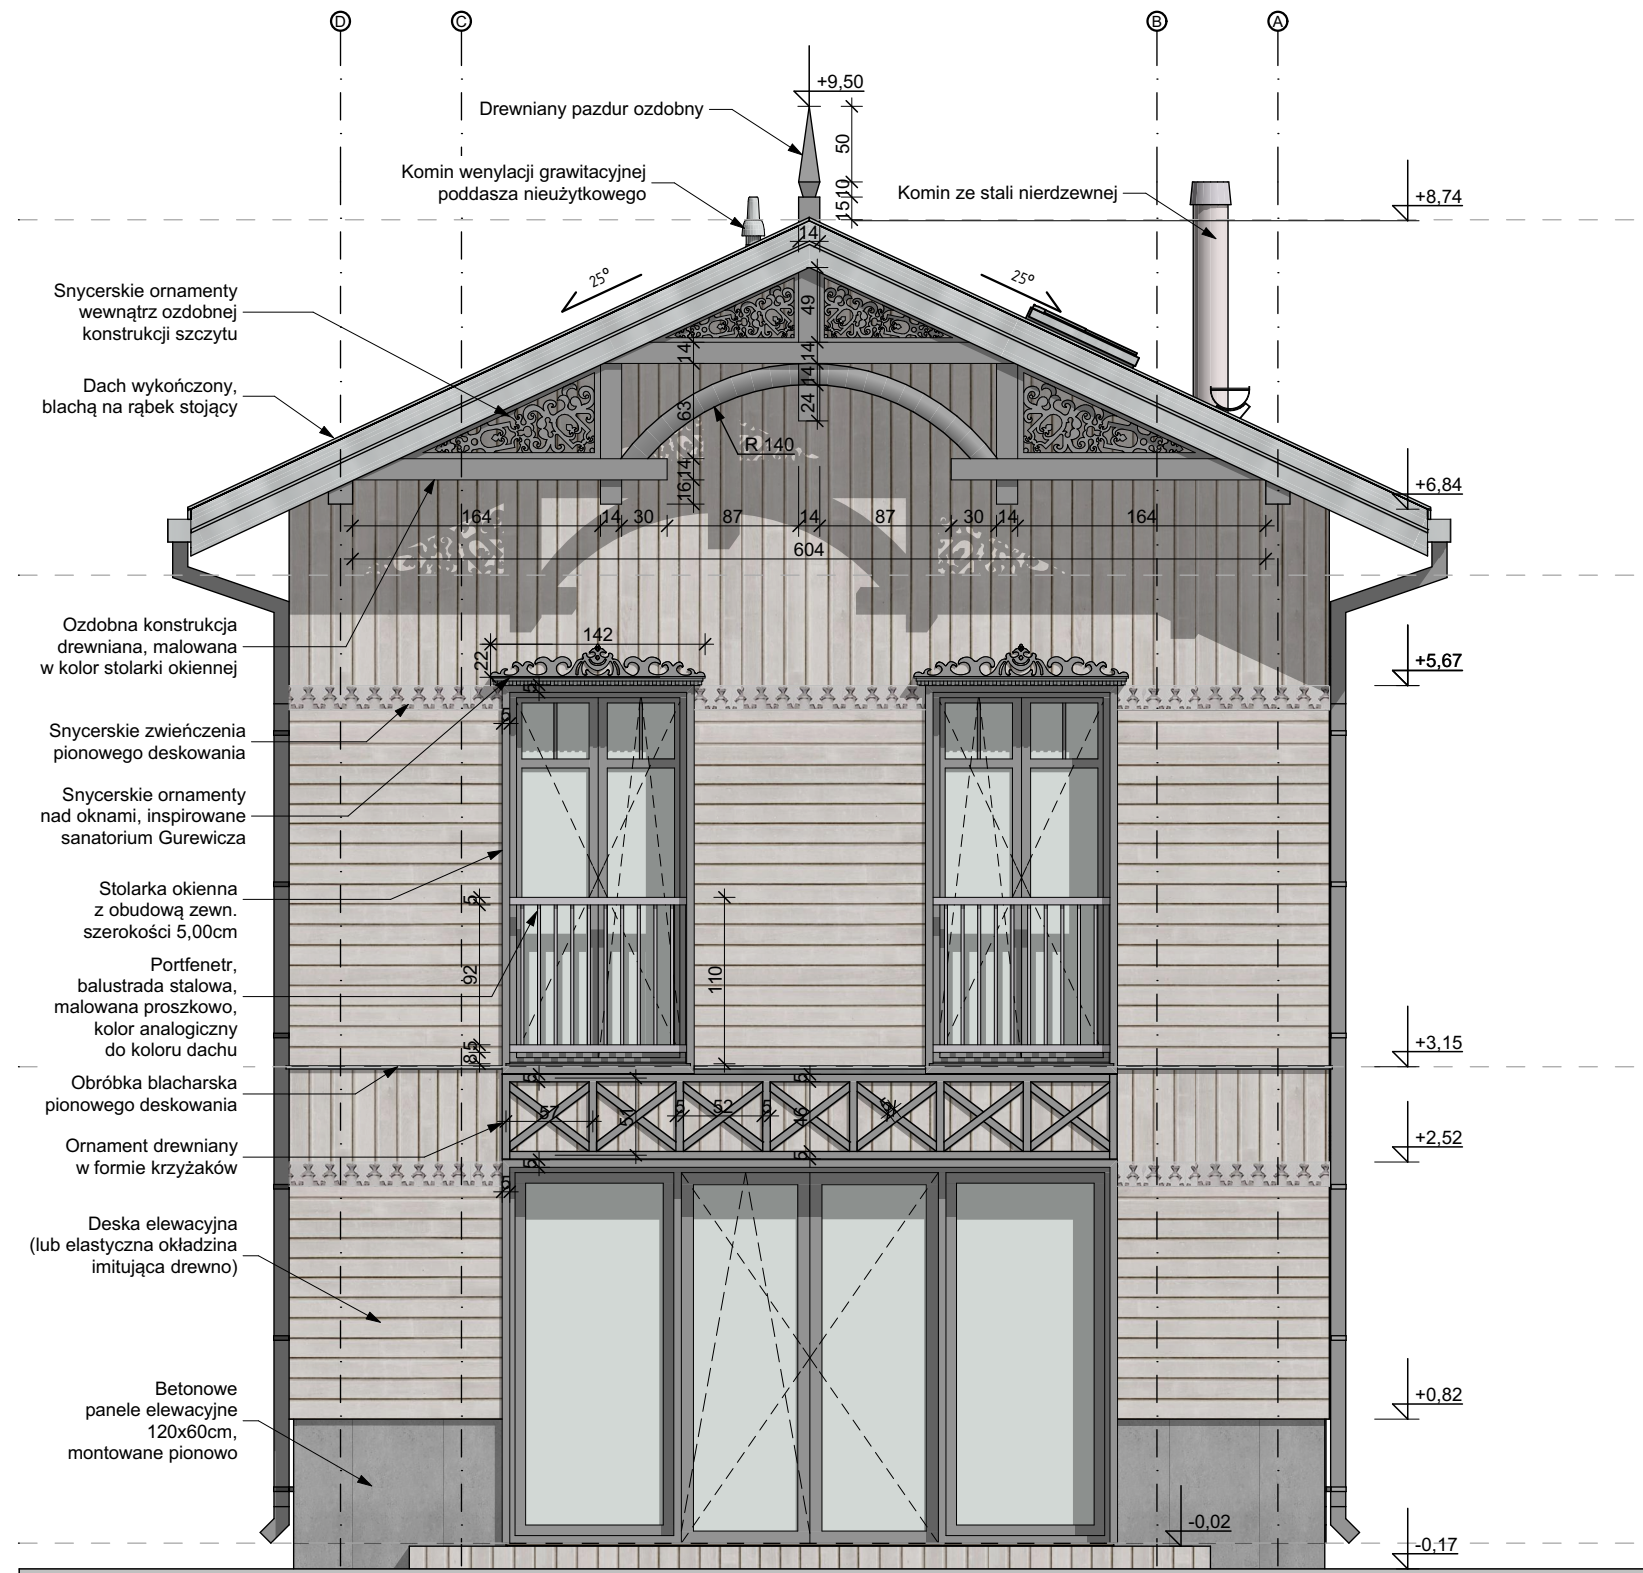 D
C
B
A
+9,50
Drewniany pazdur ozdobny
50
10
15
Komin wenylacji grawitacyjnej
poddasza nieużytkowego
Komin ze stali nierdzewnej
+8,74
14
25°
25°
Snycerskie ornamenty
wewnątrz ozdobnej
konstrukcji szczytu
49
14
14
14
Dach wykończony,
blachą na rąbek stojący
24
63
R 140
14
16
+6,84
164
14
30
87
14
87
30
14
164
604
Ozdobna konstrukcja
drewniana, malowana
w kolor stolarki okiennej
142
22
+5,67
5
5
Snycerskie zwieńczenia
pionowego deskowania
Snycerskie ornamenty
nad oknami, inspirowane
sanatorium Gurewicza
Stolarka okienna
z obudową zewn.
szerokości 5,00cm
5
92
110
Portfenetr,
balustrada stalowa,
malowana proszkowo,
kolor analogiczny
do koloru dachu
5
8
+3,15
Obróbka blacharska
pionowego deskowania
5
5
57
51
5
52
5
46
5
Ornament drewniany
w formie krzyżaków
+2,52
5
5
5
Deska elewacyjna
(lub elastyczna okładzina
imitująca drewno)
Betonowe
panele elewacyjne
120x60cm,
montowane pionowo
+0,82
-0,02
-0,17